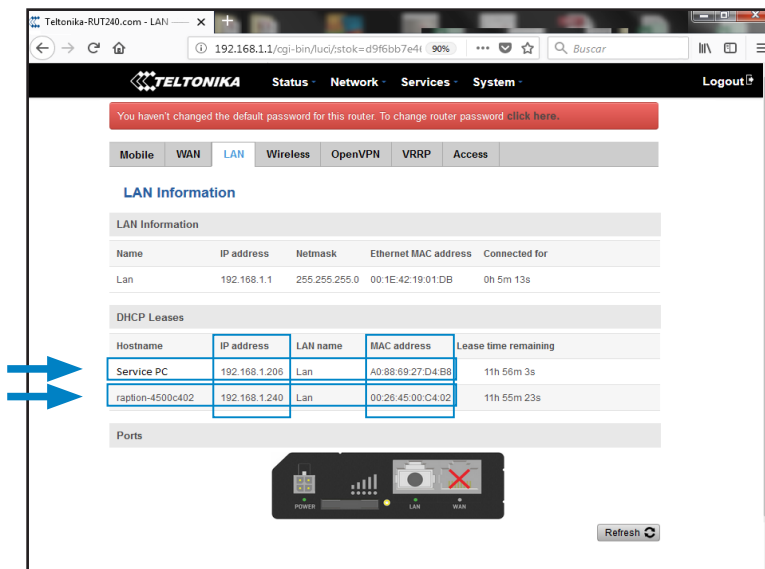 Teltonika-RUT240.com - LAN
192.168.1.1/cgi-bin/luci/;stok=d9f6bb7e4 90% Buscar
TELTONIKA Status Network Services System Logout
You haven't changed the default password for this router. To change router password click here.
Mobile WAN LAN Wireless OpenVPN VRRP Access
LAN Information
LAN Information
Name IP address Netmask Ethernet MAC address Connected for
Lan 192.168.1.1 255.255.255.0 00:1E:42:19:01:DB 0h 5m 13s
DHCP Leases
Hostname IP address LAN name MAC address Lease time remaining
Service PC 192.168.1.206 Lan A0:88:69:27:D4:B8 11h 56m 3s
raption-4500c402 192.168.1.240 Lan 00:26:45:00:C4:02 11h 55m 23s
Ports
POWER LAN WAN
Refresh